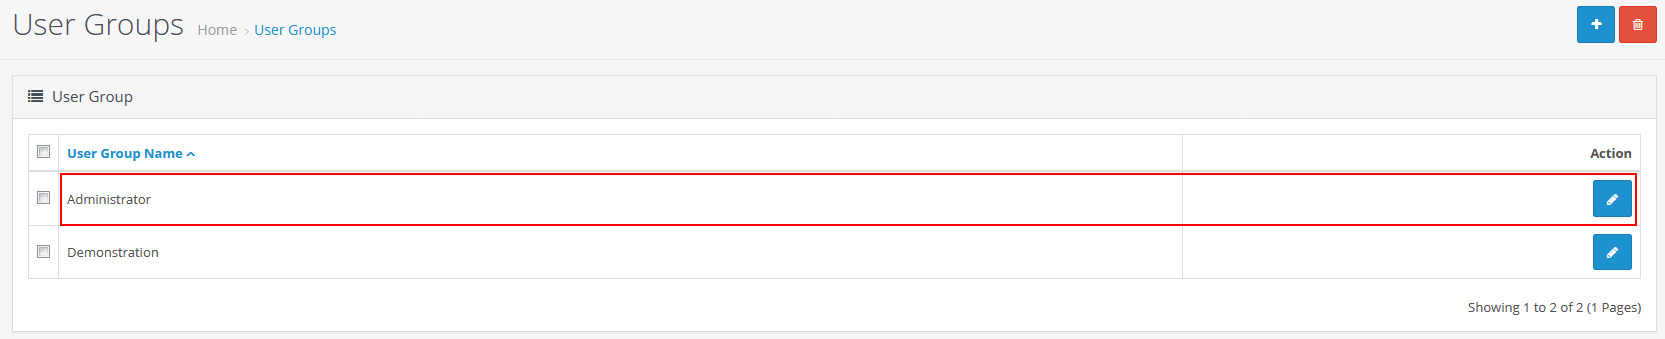 User Groups Home › User Groups
User Group
User Group Name Action
Administrator
Demonstration
Showing 1 to 2 of 2 (1 Pages)